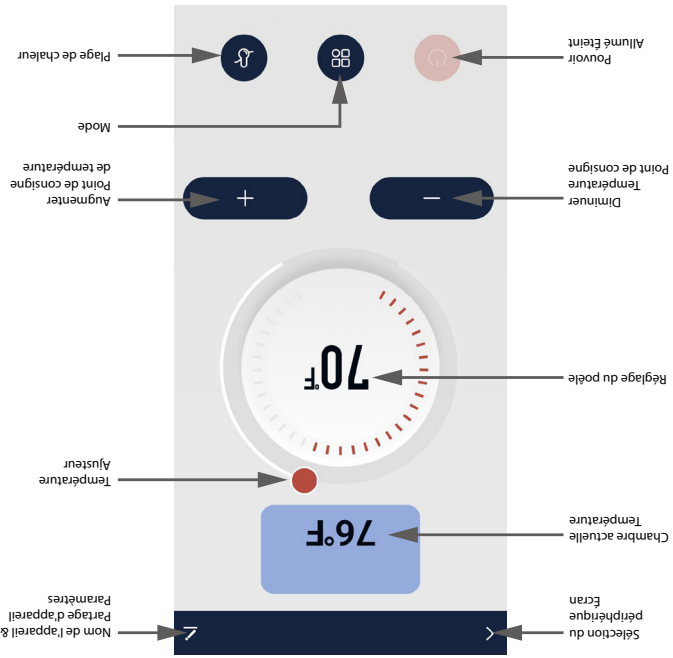 Sélection du
périphérique
Écran
Nom de l'appareil &
Partage d'appareil
Paramètres
Chambre actuelle
Température
76°F
Température
Ajusteur
Réglage du poêle
70°F
Diminuer
Température
de Point de consigne
−
+
Augmenter
Point de consigne
de température
Mode
Pouvoir
Allumé Éteint
Plage de chaleur